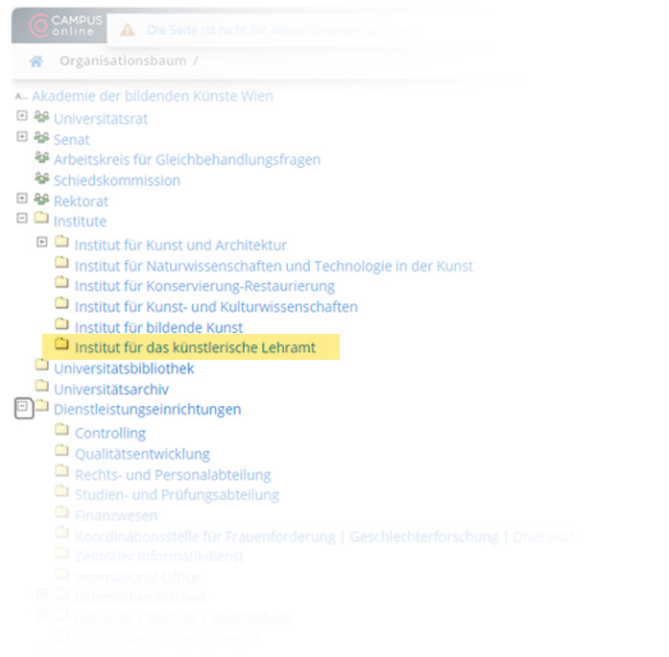 CAMPUS
online
Die Seite ist nicht für diesen
Organisationsbaum /
A... Akademie der bildenden Künste Wien
Universitätsrat
Senat
Arbeitskreis für Gleichbehandlungsfragen
Schiedskommission
Rektorat
Institute
Institut für Kunst und Architektur
Institut für Naturwissenschaften und Technologie in der Kunst
Institut für Konservierung-Restaurierung
Institut für Kunst- und Kulturwissenschaften
Institut für bildende Kunst
Institut für das künstlerische Lehramt
Universitätsbibliothek
Universitätsarchiv
Dienstleistungseinrichtungen
Controlling
Qualitätsentwicklung
Rechts- und Personalabteilung
Studien- und Prüfungsabteilung
Finanzwesen
Koordinationsstelle für Frauenförderung | Geschlechterforschung | Diversität
Zentraler Informatikdienst
International Office
Öffentlichkeitsarbeit